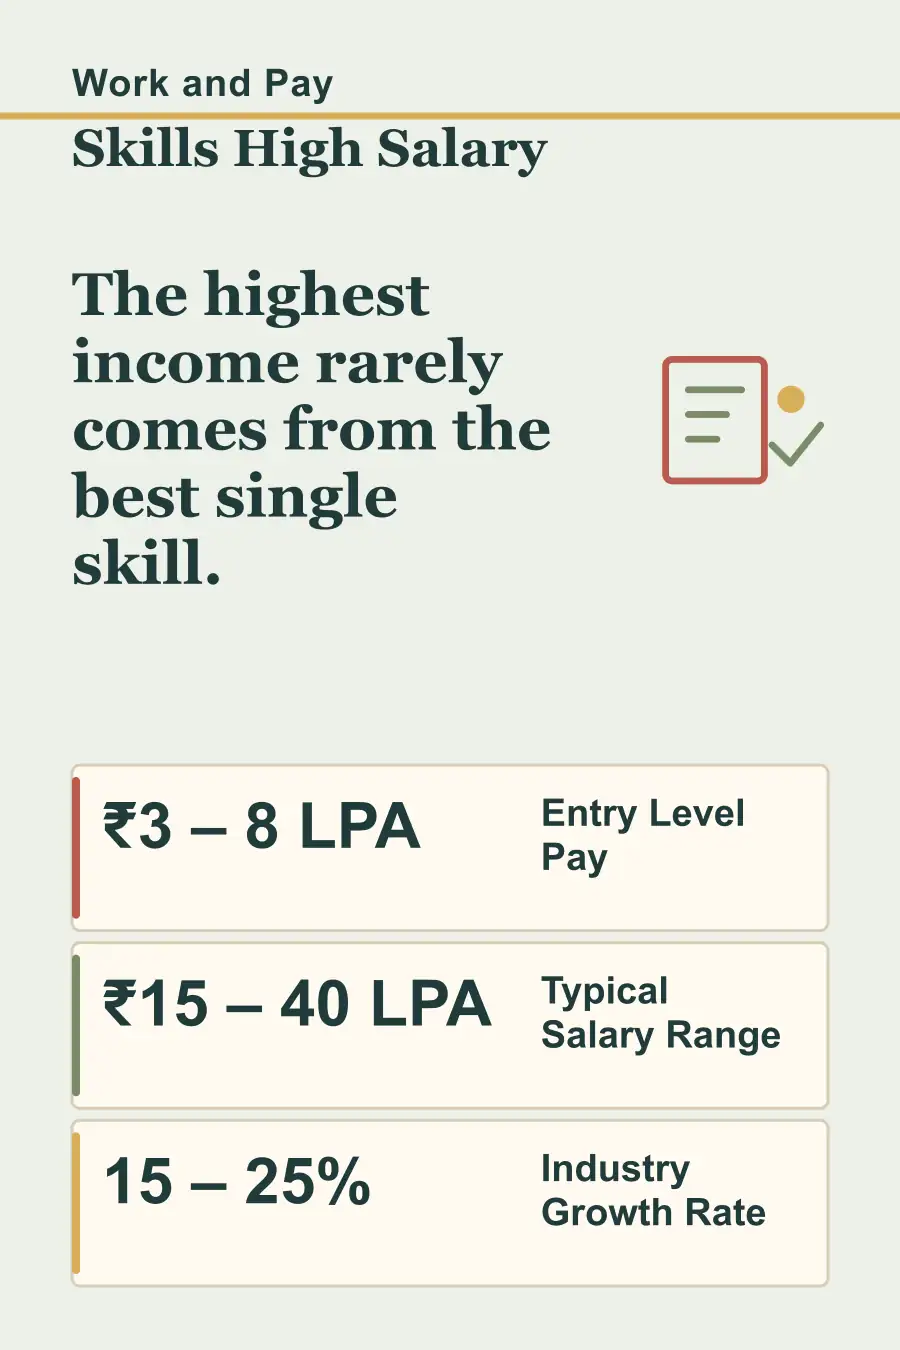 Work and Pay
Skills High Salary
The highest
income rarely
comes from the
best single
skill.
₹3 – 8 LPA
Entry Level
Pay
₹15 – 40 LPA
Typical
Salary Range
15 – 25%
Industry
Growth Rate